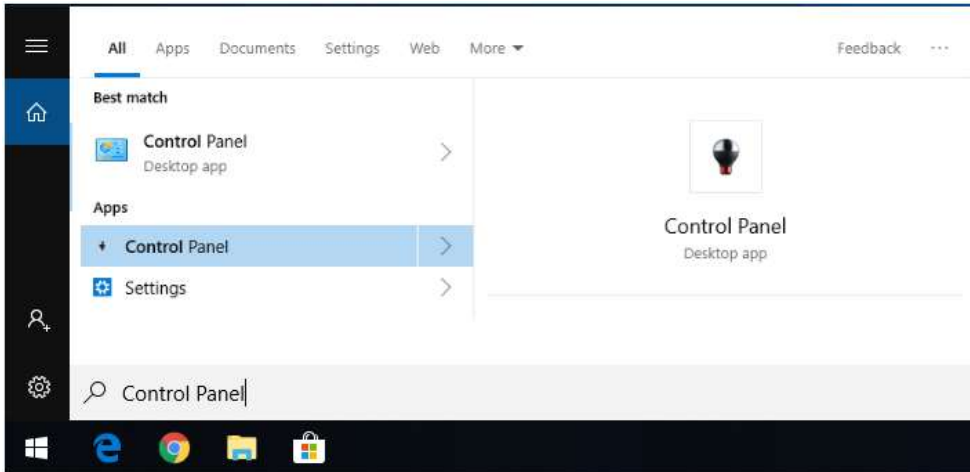 All Apps Documents Settings Web More Feedback ...
Best match
Control Panel
Desktop app
Apps
Control Panel
Settings
Control Panel
Desktop app
Control Panel